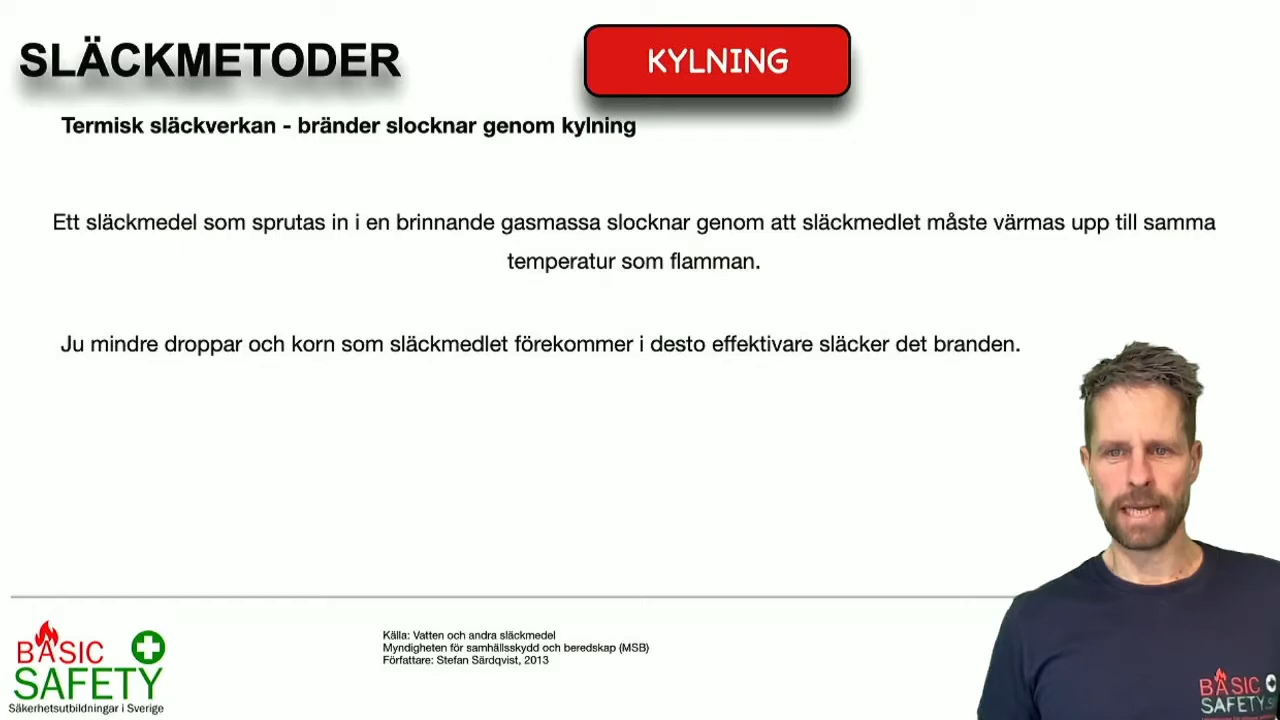 SLÄCKMETODER
KYLNING
Termisk släckverkan - bränder slocknar genom kylning
Ett släckmedel som sprutas in i en brinnande gasmassa slocknar genom att släckmedlet måste värmas upp till samma
temperatur som flamman.
Ju mindre droppar och korn som släckmedlet förekommer i desto effektivare släcker det branden.
Källa: Vatten och andra släckmedel
Myndigheten för samhällsskydd och beredskap (MSB)
Författare: Stefan Särdqvist, 2013
BASIC
SAFETY
Säkerhetsutbildningar i Sverige
BASIC
SAFETY